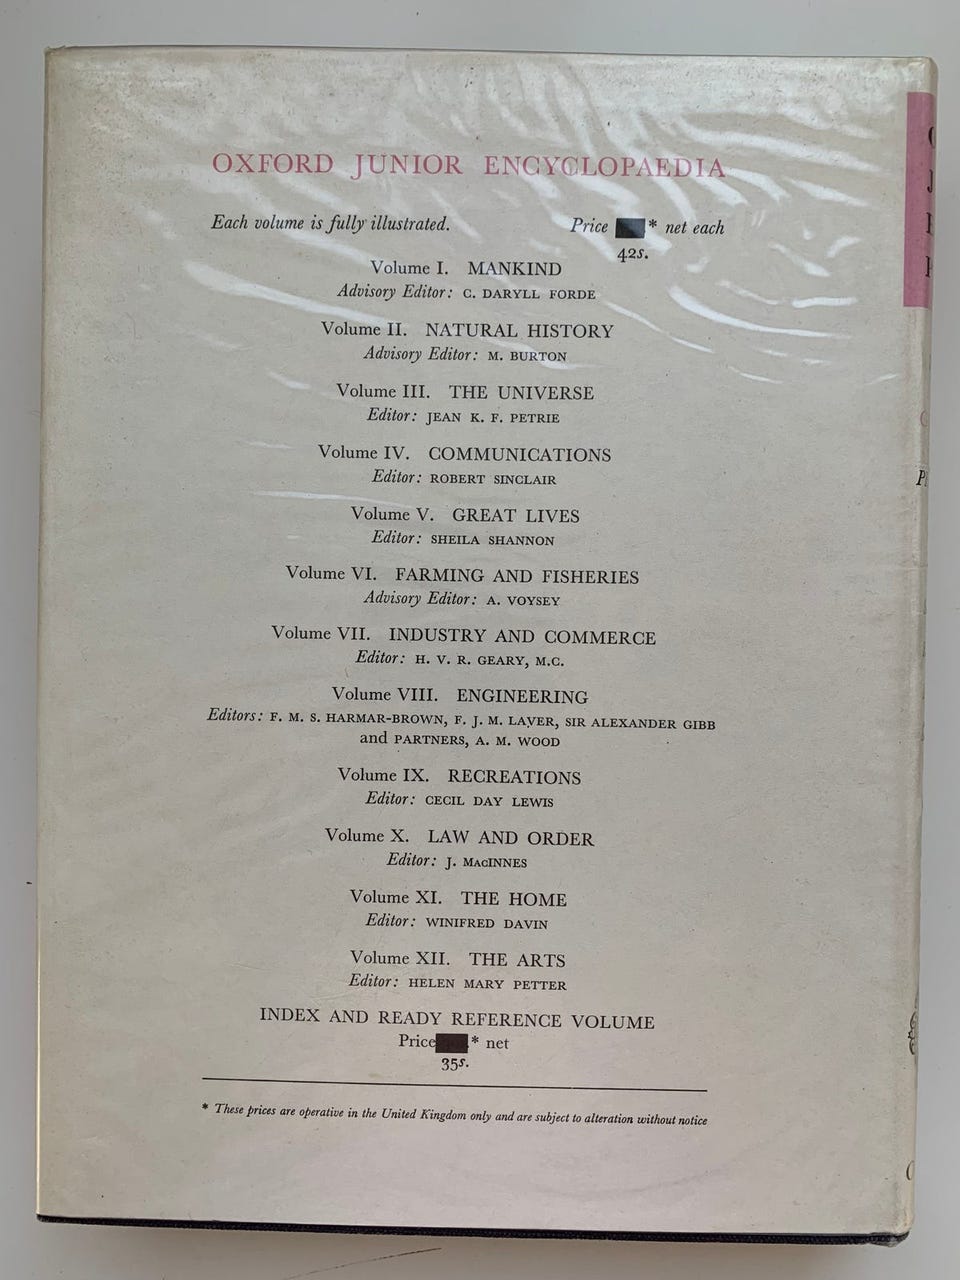 OXFORD JUNIOR ENCYCLOPAEDIA
Each volume is fully illustrated. Price * net each
42s.
Volume I. MANKIND
Advisory Editor: C. DARYLL FORDE
Volume II. NATURAL HISTORY
Advisory Editor: M. BURTON
Volume III. THE UNIVERSE
Editor: JEAN K. F. PETRIE
Volume IV. COMMUNICATIONS
Editor: ROBERT SINCLAIR
Volume V. GREAT LIVES
Editor: SHEILA SHANNON
Volume VI. FARMING AND FISHERIES
Advisory Editor: A. VOYSEY
Volume VII. INDUSTRY AND COMMERCE
Editor: H. V. R. GEARY, M.C.
Volume VIII. ENGINEERING
Editors: F. M. S. HARMAR-BROWN, F. J. M. LAVER, SIR ALEXANDER GIBB
and PARTNERS, A. M. WOOD
Volume IX. RECREATIONS
Editor: CECIL DAY LEWIS
Volume X. LAW AND ORDER
Editor: J. MacINNES
Volume XI. THE HOME
Editor: WINIFRED DAVIN
Volume XII. THE ARTS
Editor: HELEN MARY PETTER
INDEX AND READY REFERENCE VOLUME
Price * net
35s.
* These prices are operative in the United Kingdom only and are subject to alteration without notice